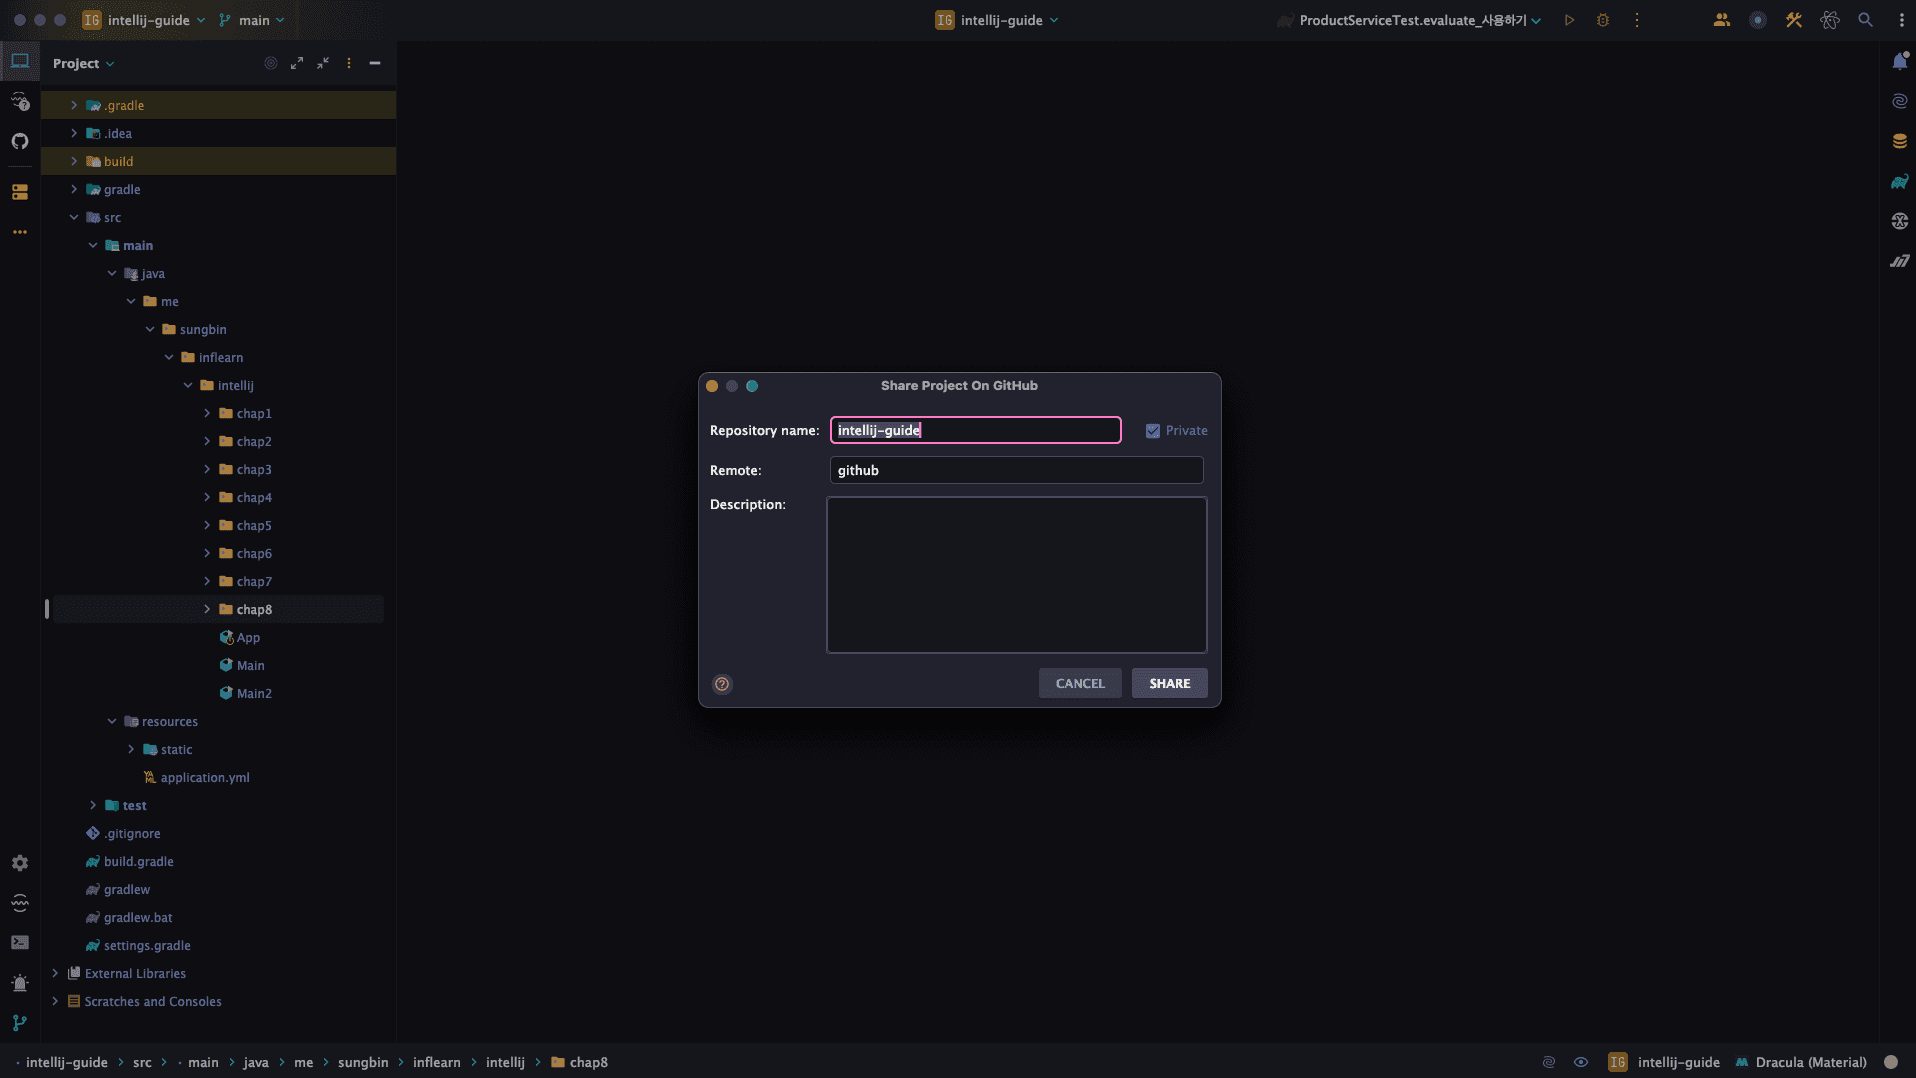 IG intellij-guide main
IG intellij-guide
ProductServiceTest.evaluate_사용하기
Project
.gradle
.idea
build
gradle
src
main
java
me
sungbin
inflearn
intellij
chap1
chap2
chap3
chap4
chap5
chap6
chap7
chap8
App
Main
Main2
resources
static
application.yml
test
.gitignore
build.gradle
gradlew
gradlew.bat
settings.gradle
External Libraries
Scratches and Consoles
Share Project On GitHub
Repository name: intellij-guide Private
Remote: github
Description:
CANCEL SHARE
intellij-guide > src > main > java > me > sungbin > inflearn > intellij > chap8
IG intellij-guide Dracula (Material)